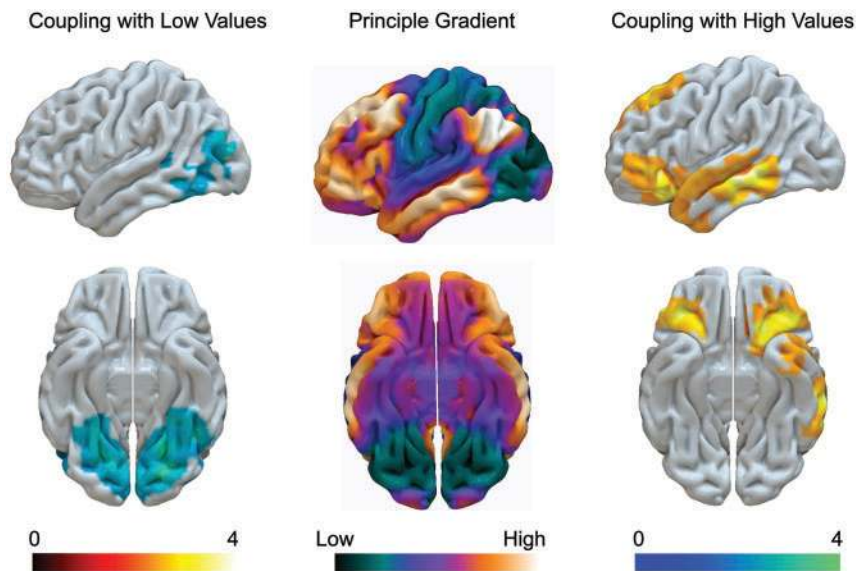 Coupling with Low Values
Principle Gradient
Coupling with High Values
0
4
Low
High
0
4